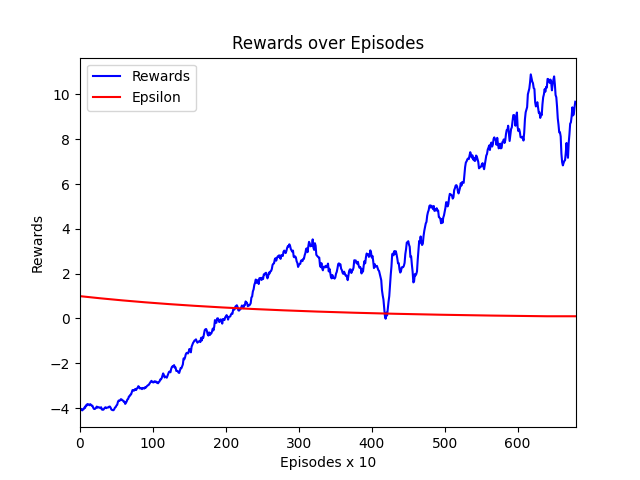 Rewards over Episodes
Rewards
Epsilon
10
8
6
4
2
0
−2
−4
Rewards
0 100 200 300 400 500 600
Episodes x 10